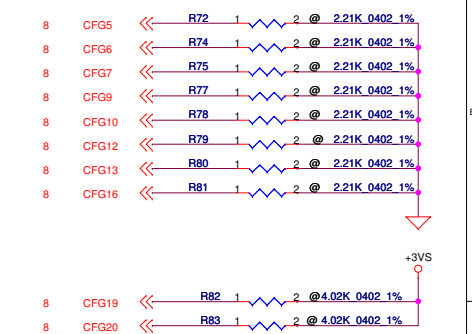 8 CFG5 R72 1 2 @ 2.21K_0402_1%
8 CFG6 R74 1 2 @ 2.21K_0402_1%
8 CFG7 R75 1 2 @ 2.21K_0402_1%
8 CFG9 R77 1 2 @ 2.21K_0402_1%
8 CFG10 R78 1 2 @ 2.21K_0402_1%
8 CFG12 R79 1 2 @ 2.21K_0402_1%
8 CFG13 R80 1 2 @ 2.21K_0402_1%
8 CFG16 R81 1 2 @ 2.21K_0402_1%
+3VS
8 CFG19 R82 1 2 @4.02K_0402_1%
8 CFG20 R83 1 2 @4.02K_0402_1%